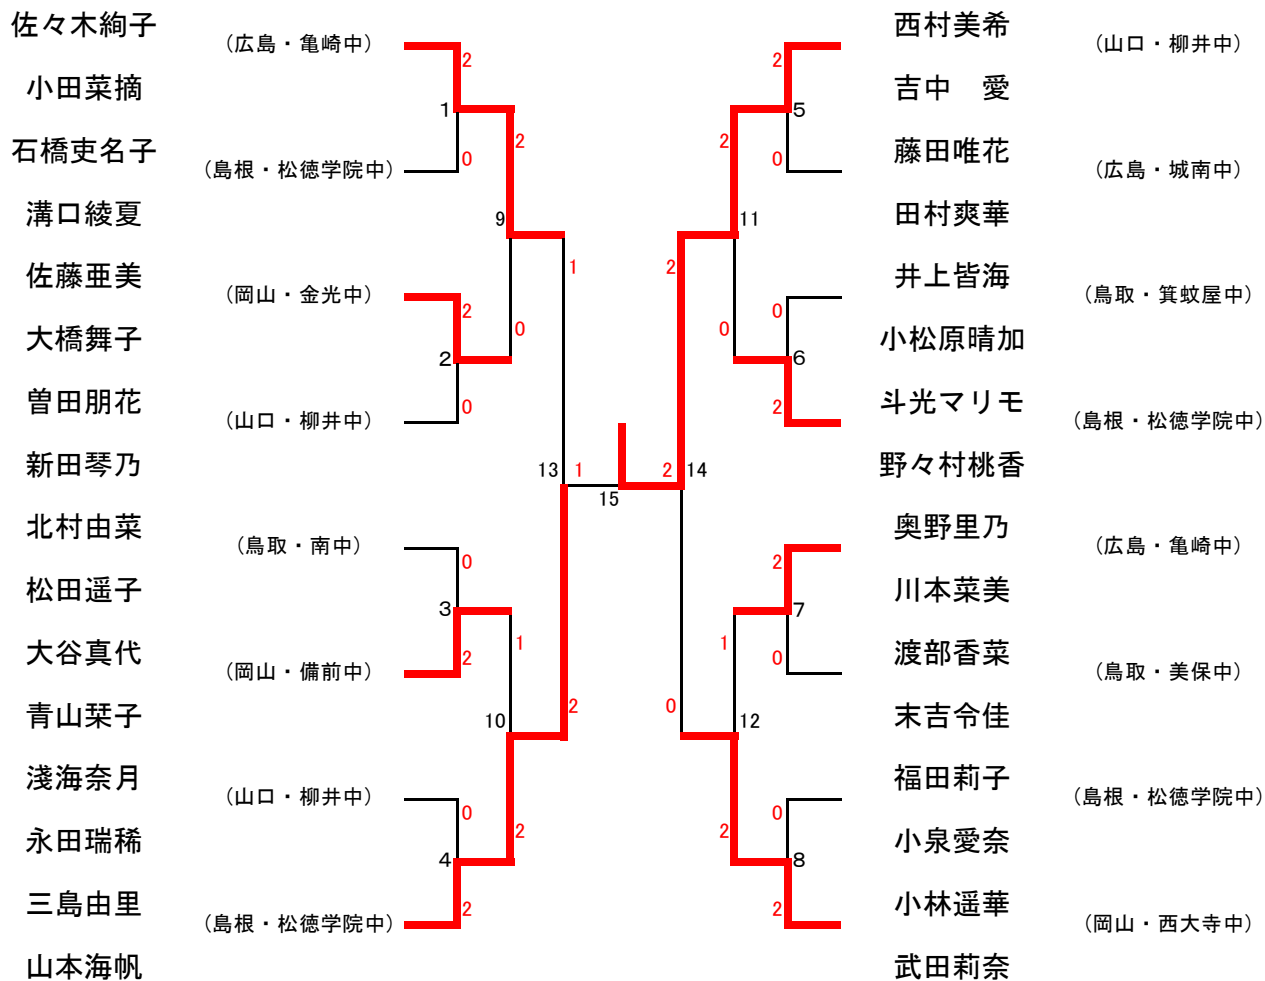 佐々木絢子
(広島・亀崎中)
小田菜摘
石橋吏名子
(島根・松徳学院中)
溝口綾夏
佐藤亜美
(岡山・金光中)
大橋舞子
曽田朋花
(山口・柳井中)
新田琴乃
北村由菜
(鳥取・南中)
松田遥子
大谷真代
(岡山・備前中)
青山栞子
淺海奈月
(山口・柳井中)
永田瑞稀
三島由里
(島根・松徳学院中)
山本海帆
2
1
0
2
9
2
0
2
0
1
13
1
0
3
2
1
10
2
0
4
2
2
15
2
14
2
0
2
5
0
2
11
0
0
6
2
2
7
0
1
12
2
0
8
2
西村美希
(山口・柳井中)
吉中 愛
藤田唯花
(広島・城南中)
田村爽華
井上皆海
(鳥取・箕蚊屋中)
小松原晴加
斗光マリモ
(島根・松徳学院中)
野々村桃香
奥野里乃
(広島・亀崎中)
川本菜美
渡部香菜
(鳥取・美保中)
末吉令佳
福田莉子
(島根・松徳学院中)
小泉愛奈
小林遥華
(岡山・西大寺中)
武田莉奈